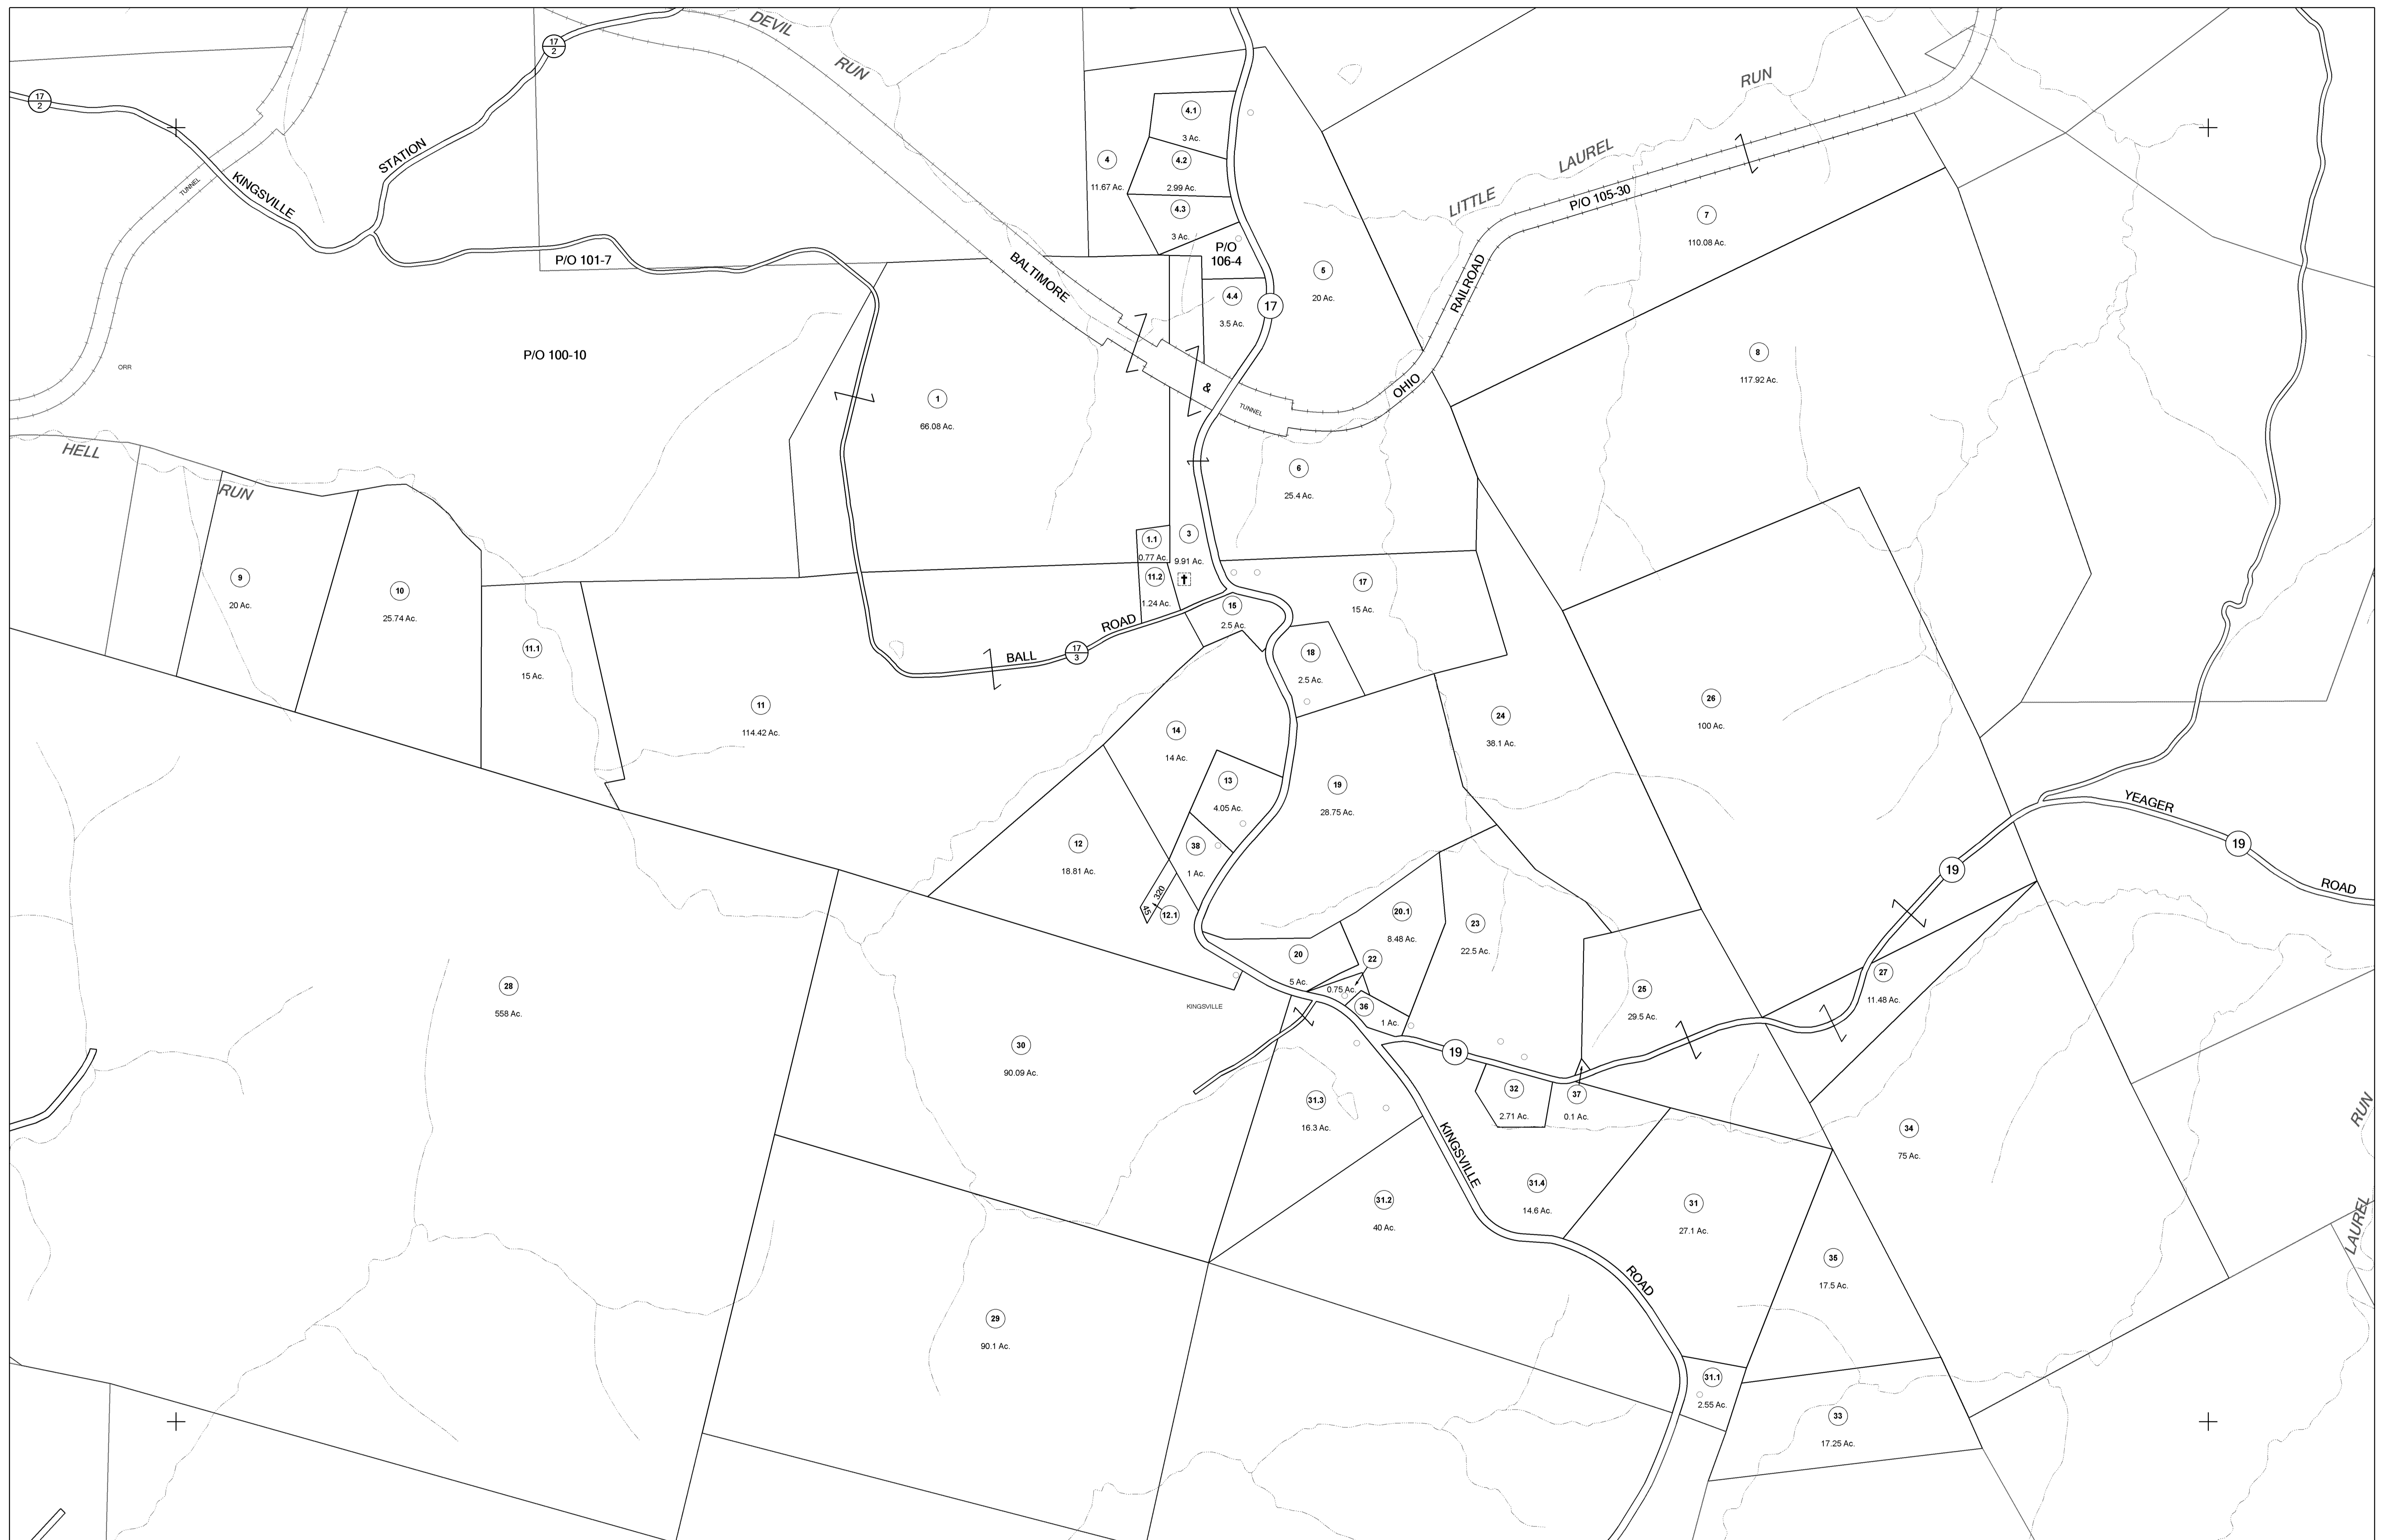 DEVIL
RUN
17
2
17
2
STATION
KINGSVILLE
TUNNEL
ORR
P/O 101-7
P/O 100-10
BALTIMORE
&
TUNNEL
OHIO
RAILROAD
P/O 105-30
LITTLE
LAUREL
RUN
4
11.67 Ac.
4.1
3 Ac.
4.2
2.99 Ac.
4.3
3 Ac.
P/O
106-4
4.4
3.5 Ac.
17
5
20 Ac.
7
110.08 Ac.
8
117.92 Ac.
1
66.08 Ac.
6
25.4 Ac.
HELL
RUN
1.1
0.77 Ac.
3
9.91 Ac.
11.2
1.24 Ac.
9
20 Ac.
10
25.74 Ac.
11.1
15 Ac.
11
114.42 Ac.
BALL
17
3
ROAD
15
2.5 Ac.
17
15 Ac.
18
2.5 Ac.
14
14 Ac.
13
4.05 Ac.
19
28.75 Ac.
24
38.1 Ac.
26
100 Ac.
12
18.81 Ac.
38
1 Ac.
45
320
12.1
YEAGER
19
ROAD
19
20.1
8.48 Ac.
23
22.5 Ac.
20
5 Ac.
22
0.75 Ac.
36
1 Ac.
25
29.5 Ac.
27
11.48 Ac.
28
558 Ac.
KINGSVILLE
30
90.09 Ac.
19
32
2.71 Ac.
37
0.1 Ac.
31.3
16.3 Ac.
34
75 Ac.
RUN
LAUREL
KINGSVILLE
ROAD
31.2
40 Ac.
31.4
14.6 Ac.
31
27.1 Ac.
35
17.5 Ac.
29
90.1 Ac.
31.1
2.55 Ac.
33
17.25 Ac.